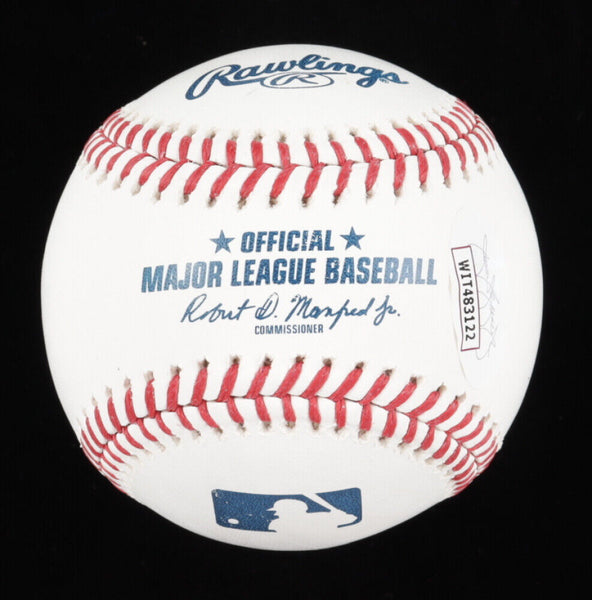 Rawlings
R
OFFICIAL
MAJOR LEAGUE BASEBALL
Robert D. Manfred Jr.
COMMISSIONER
WIT483122